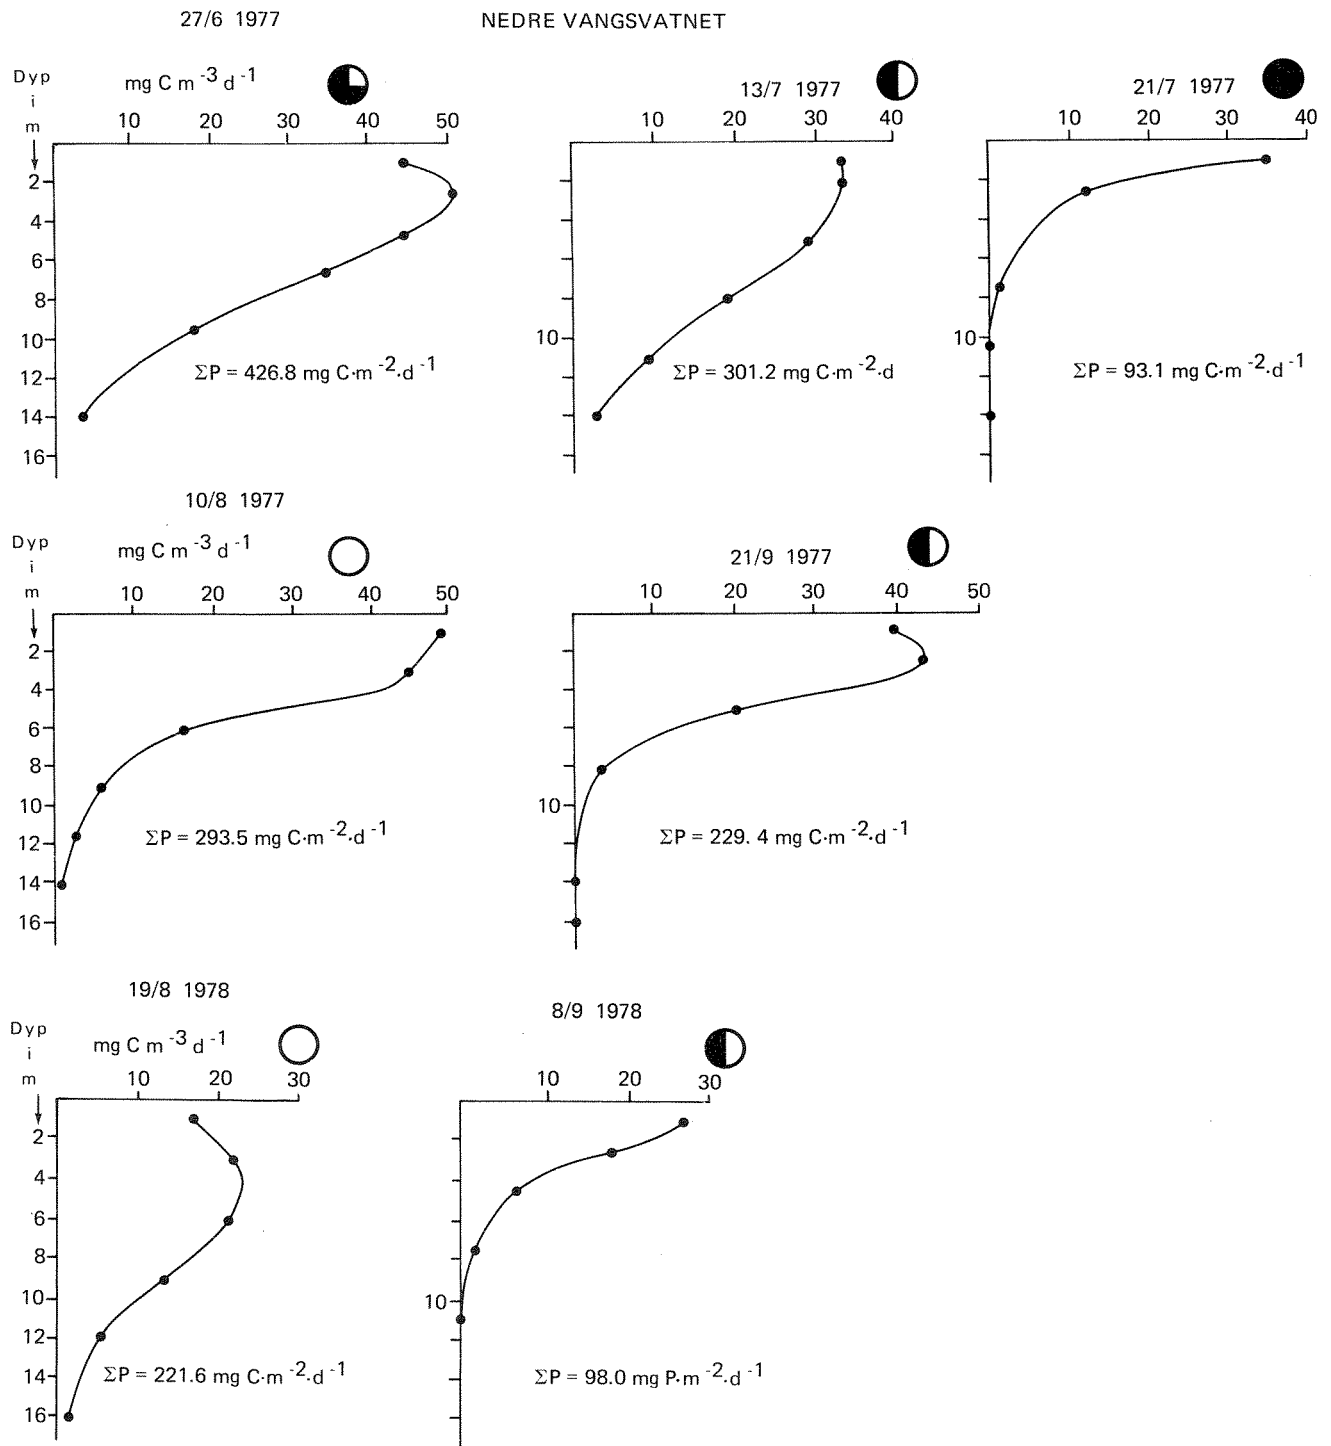 27/6 1977
NEDRE VANGSVATNET
Dyp
i
m
mg C m -3 d -1
10 20 30 40 50
2
4
6
8
10
12
14
16
ΣP = 426.8 mg C·m -2·d -1
13/7 1977
10 20 30 40
10
ΣP = 301.2 mg C·m -2·d
21/7 1977
10 20 30 40
10
ΣP = 93.1 mg C·m -2·d -1
10/8 1977
Dyp
i
m
mg C m -3 d -1
10 20 30 40 50
2
4
6
8
10
12
14
16
ΣP = 293.5 mg C·m -2·d -1
21/9 1977
10 20 30 40 50
10
ΣP = 229. 4 mg C·m -2·d -1
19/8 1978
Dyp
i
m
mg C m -3 d -1
10 20 30
2
4
6
8
10
12
14
16
ΣP = 221.6 mg C·m -2·d -1
8/9 1978
10 20 30
10
ΣP = 98.0 mg P·m -2·d -1